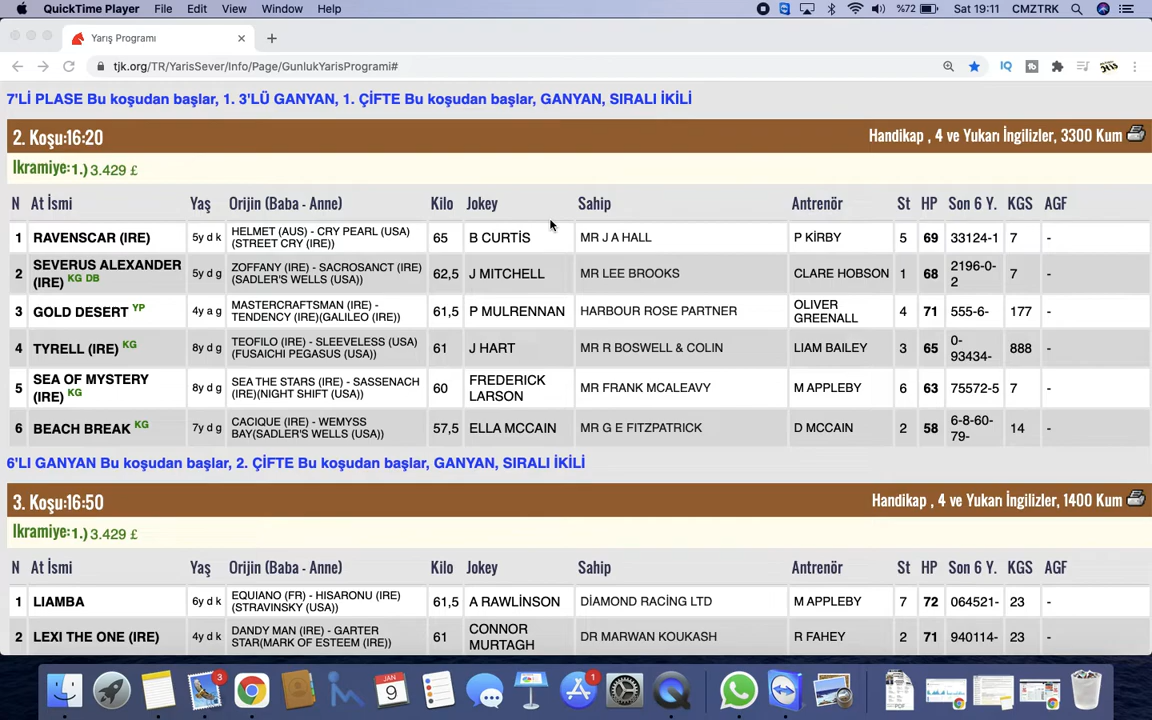 QuickTime Player File Edit View Window Help %72 Sat 19:11 CMZTRK
Yarış Programı
tjk.org/TR/YarisSever/Info/Page/GunlukYarisProgrami#
7'Lİ PLASE Bu koşudan başlar, 1. 3'LÜ GANYAN, 1. ÇİFTE Bu koşudan başlar, GANYAN, SIRALI İKİLİ
2. Koşu:16:20 Handikap , 4 ve Yukarı İngilizler, 3300 Kum
Ikramiye:1.) 3.429 £
N At İsmi Yaş Orijin (Baba - Anne) Kilo Jokey Sahip Antrenör St HP Son 6 Y. KGS AGF
1 RAVENSCAR (IRE) 5y d k HELMET (AUS) - CRY PEARL (USA) (STREET CRY (IRE)) 65 B CURTİS MR J A HALL P KİRBY 5 69 33124-1 7 -
2 SEVERUS ALEXANDER (IRE) KG DB 5y d g ZOFFANY (IRE) - SACROSANCT (IRE) (SADLER'S WELLS (USA)) 62,5 J MITCHELL MR LEE BROOKS CLARE HOBSON 1 68 2196-0-2 7 -
3 GOLD DESERT YP 4y a g MASTERCRAFTSMAN (IRE) - TENDENCY (IRE)(GALILEO (IRE)) 61,5 P MULRENNAN HARBOUR ROSE PARTNER OLIVER GREENALL 4 71 555-6- 177 -
4 TYRELL (IRE) KG 8y d g TEOFILO (IRE) - SLEEVELESS (USA) (FUSAICHI PEGASUS (USA)) 61 J HART MR R BOSWELL & COLIN LIAM BAILEY 3 65 0-93434- 888 -
5 SEA OF MYSTERY (IRE) KG 8y d g SEA THE STARS (IRE) - SASSENACH (IRE)(NIGHT SHIFT (USA)) 60 FREDERICK LARSON MR FRANK MCALEAVY M APPLEBY 6 63 75572-5 7 -
6 BEACH BREAK KG 7y d g CACIQUE (IRE) - WEMYSS BAY(SADLER'S WELLS (USA)) 57,5 ELLA MCCAIN MR G E FITZPATRICK D MCCAIN 2 58 6-8-60-79- 14 -
6'LI GANYAN Bu koşudan başlar, 2. ÇİFTE Bu koşudan başlar, GANYAN, SIRALI İKİLİ
3. Koşu:16:50 Handikap , 4 ve Yukarı İngilizler, 1400 Kum
Ikramiye:1.) 3.429 £
N At İsmi Yaş Orijin (Baba - Anne) Kilo Jokey Sahip Antrenör St HP Son 6 Y. KGS AGF
1 LIAMBA 6y d k EQUIANO (FR) - HISARONU (IRE) (STRAVINSKY (USA)) 61,5 A RAWLİNSON DİAMOND RACİNG LTD M APPLEBY 7 72 064521- 23 -
2 LEXI THE ONE (IRE) 4y d k DANDY MAN (IRE) - GARTER STAR(MARK OF ESTEEM (IRE)) 61 CONNOR MURTAGH DR MARWAN KOUKASH R FAHEY 2 71 940114- 23 -
3 JAN 9 1